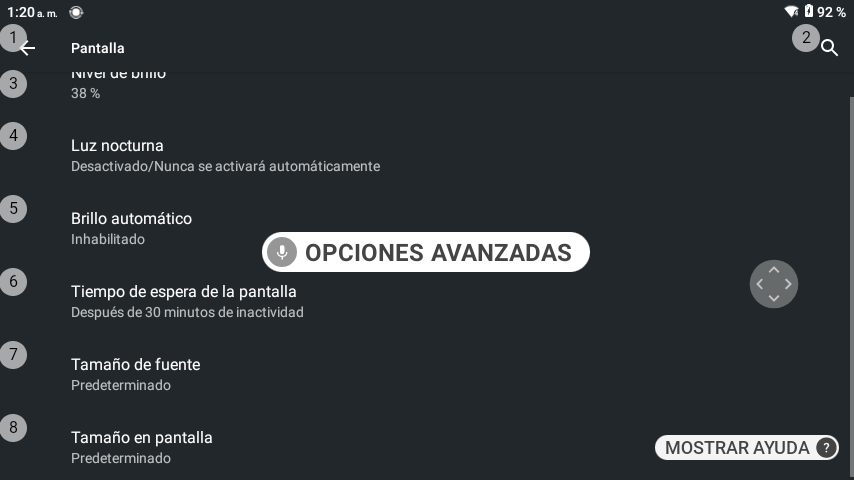 1:20 a. m.
92 %
1
Pantalla
2
3
Nivel de brillo
38 %
4
Luz nocturna
Desactivado/Nunca se activará automáticamente
5
Brillo automático
Inhabilitado
OPCIONES AVANZADAS
6
Tiempo de espera de la pantalla
Después de 30 minutos de inactividad
7
Tamaño de fuente
Predeterminado
8
Tamaño en pantalla
Predeterminado
MOSTRAR AYUDA ?